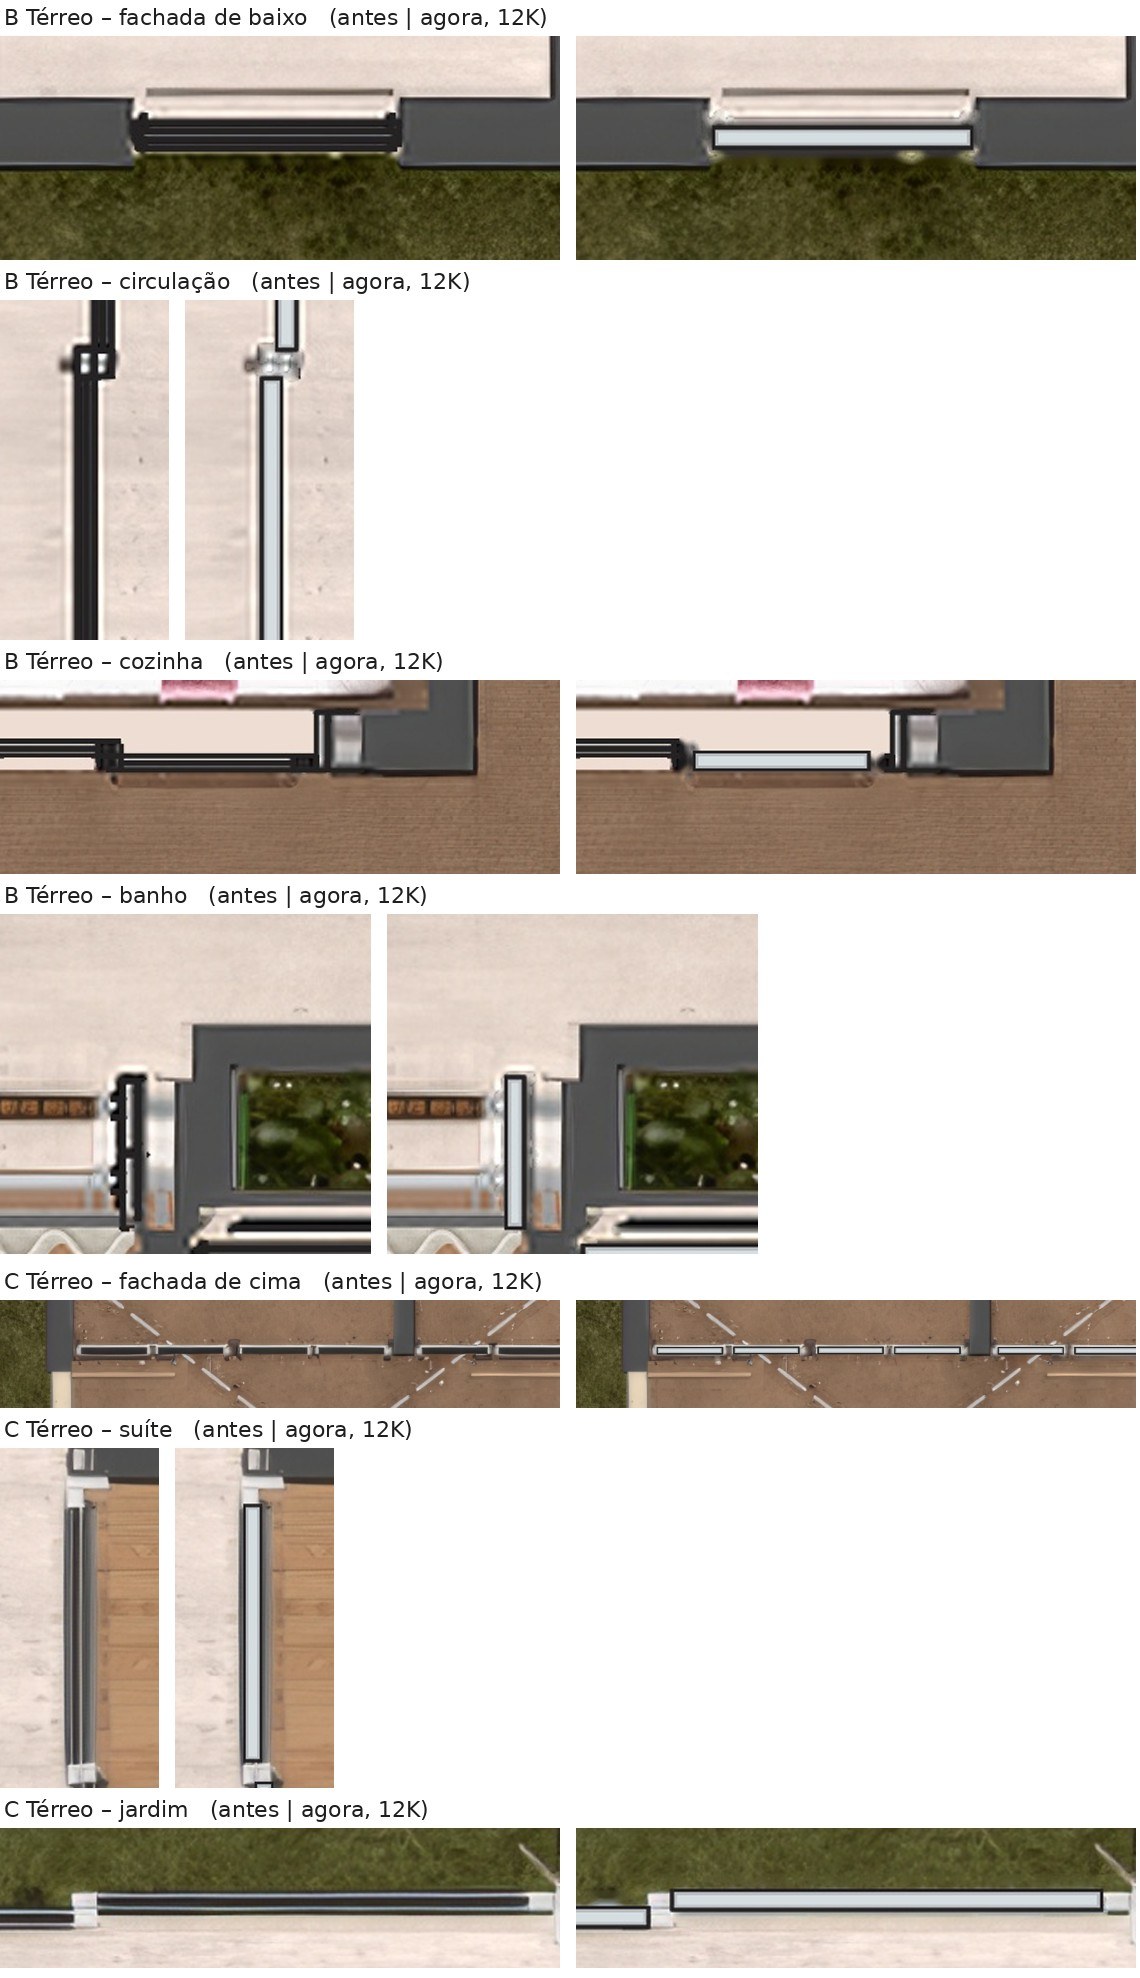 B Térreo – fachada de baixo (antes | agora, 12K)
B Térreo – circulação (antes | agora, 12K)
B Térreo – cozinha (antes | agora, 12K)
B Térreo – banho (antes | agora, 12K)
C Térreo – fachada de cima (antes | agora, 12K)
C Térreo – suíte (antes | agora, 12K)
C Térreo – jardim (antes | agora, 12K)